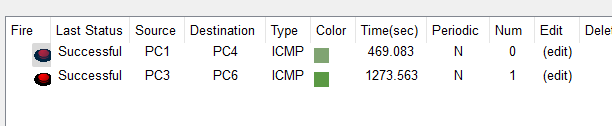 Fire Last Status Source Destination Type Color Time(sec) Periodic Num Edit Delet
Successful PC1 PC4 ICMP 469.083 N 0 (edit)
Successful PC3 PC6 ICMP 1273.563 N 1 (edit)